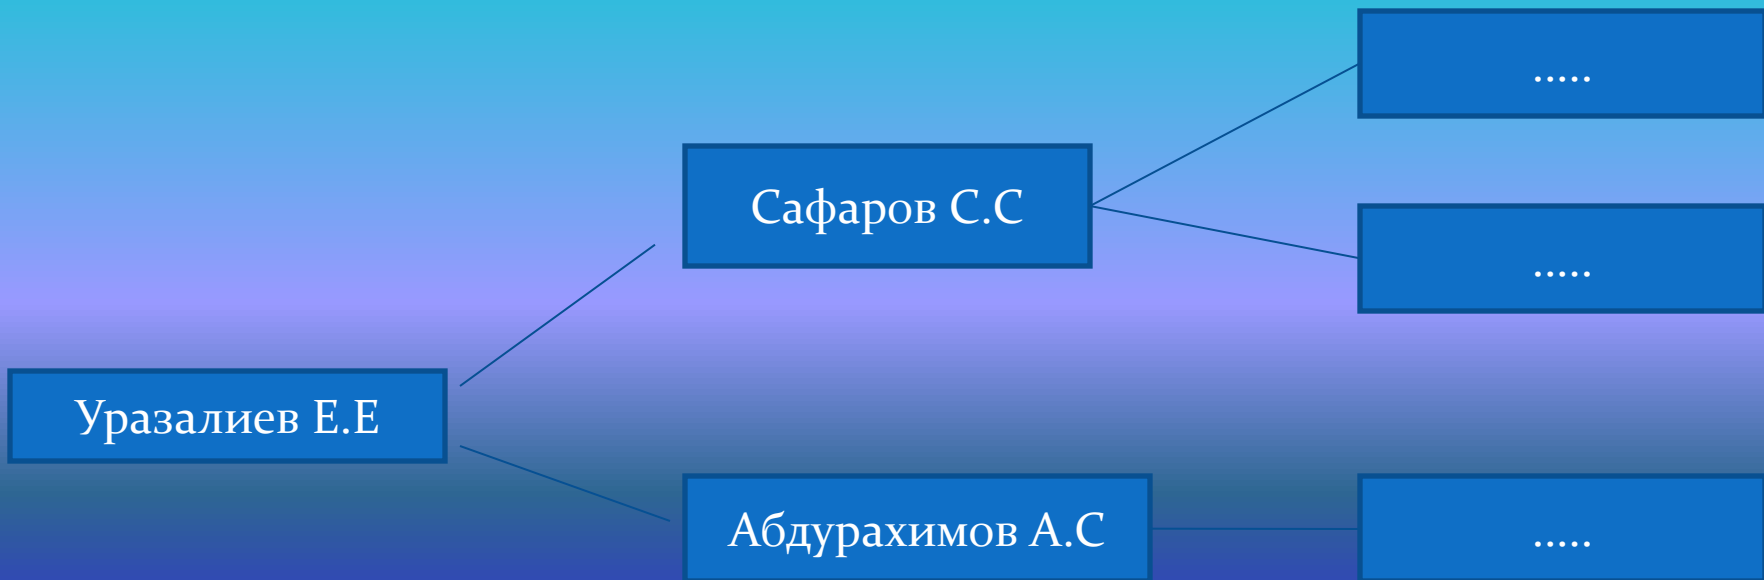 .....
Сафаров С.С
.....
Уразалиев Е.Е
Абдурахимов А.С
.....